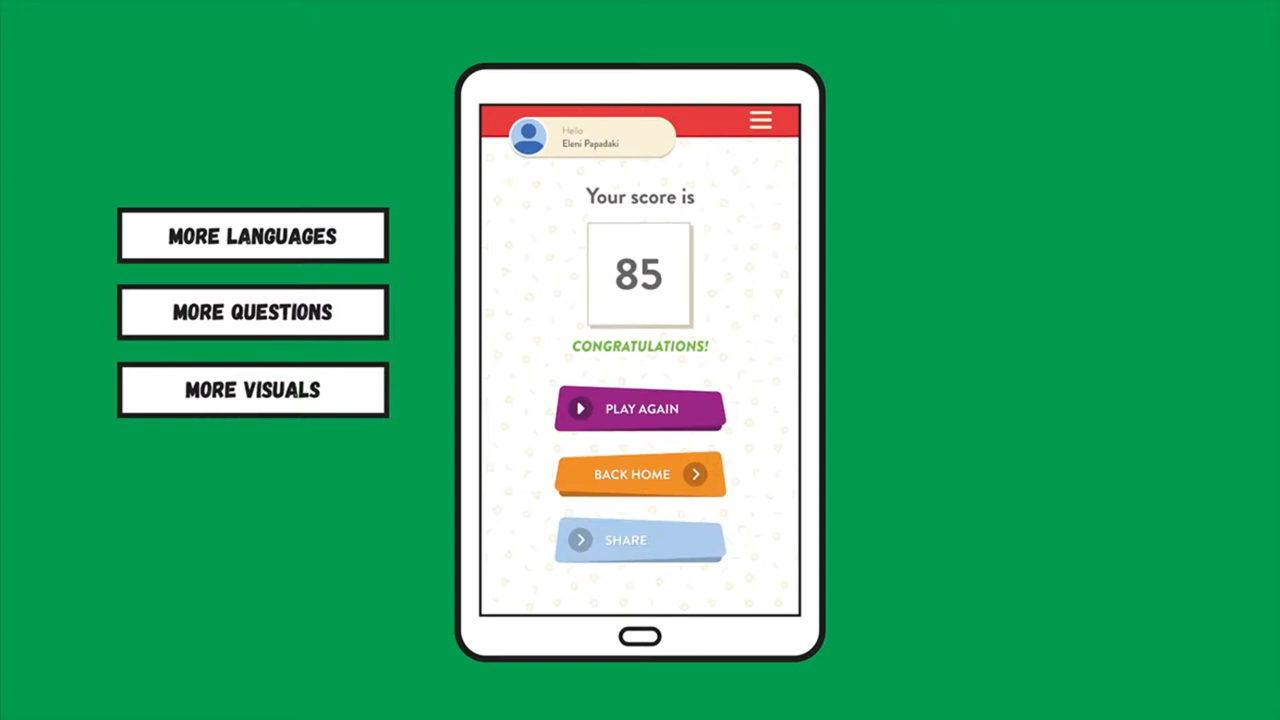 MORE LANGUAGES
MORE QUESTIONS
MORE VISUALS
Hello
Eleni Papadaki
Your score is
85
CONGRATULATIONS!
PLAY AGAIN
BACK HOME
SHARE